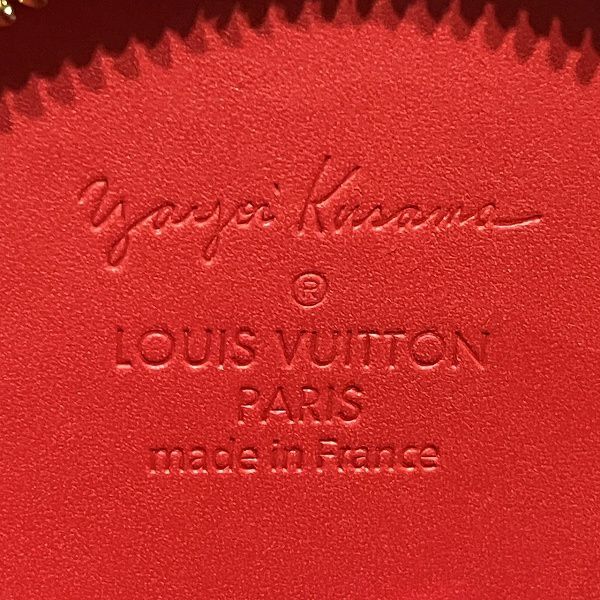 Yayoi Kusama
®
LOUIS VUITTON
PARIS
made in France